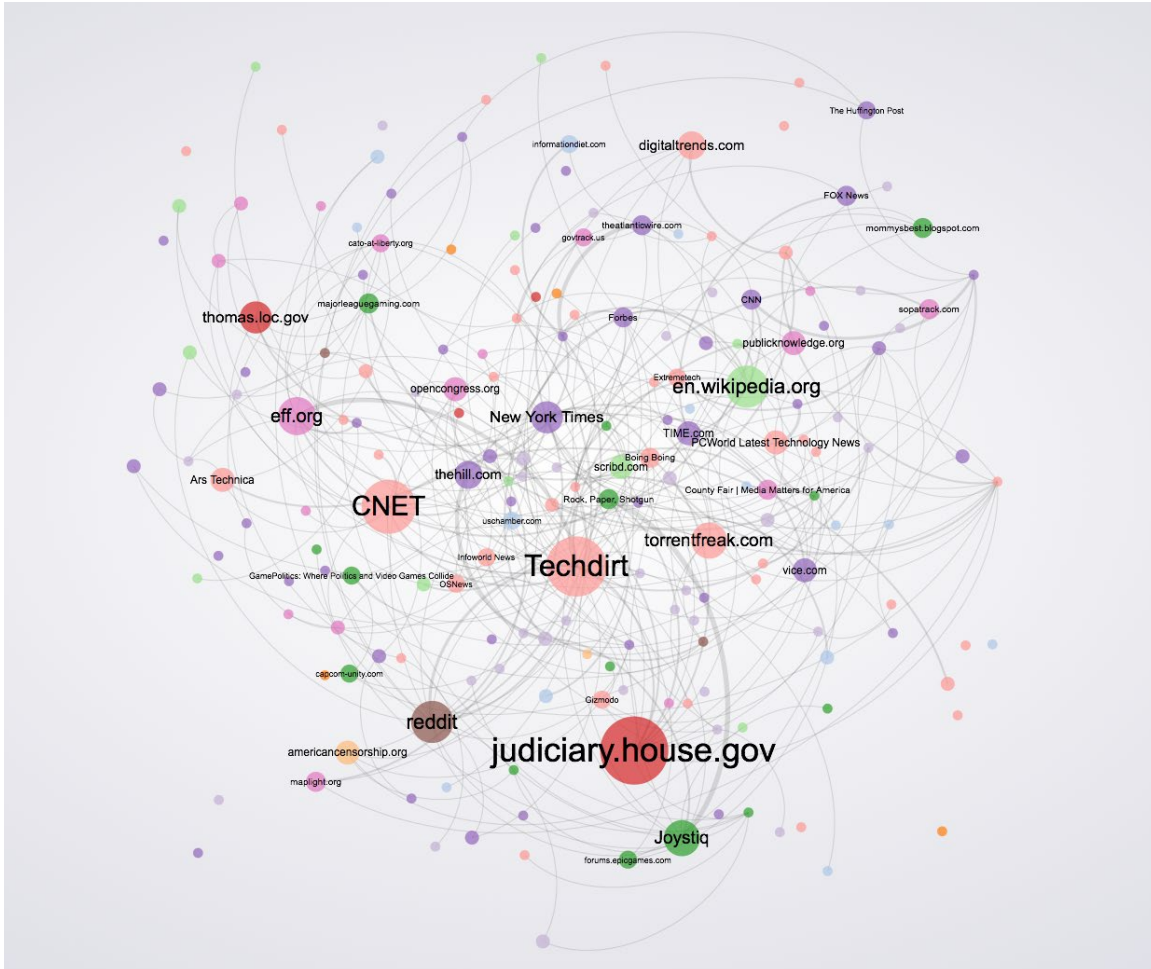 The Huffington Post
informationdiet.com
digitaltrends.com
FOX News
theatlanticwire.com
mommysbest.blogspot.com
govtrack.us
cato-at-liberty.org
CNN
majorleaguegaming.com
sopatrack.com
thomas.loc.gov
Forbes
publicknowledge.org
Extremetech
en.wikipedia.org
opencongress.org
eff.org
New York Times
TIME.com
PCWorld Latest Technology News
Boing Boing
scribd.com
thehill.com
Ars Technica
County Fair | Media Matters for America
Rock, Paper, Shotgun
CNET
uschamber.com
torrentfreak.com
Infoworld News
Techdirt
vice.com
GamePolitics: Where Politics and Video Games Collide
OSNews
capcom-unity.com
Gizmodo
reddit
judiciary.house.gov
americancensorship.org
maplight.org
Joystiq
forums.epicgames.com